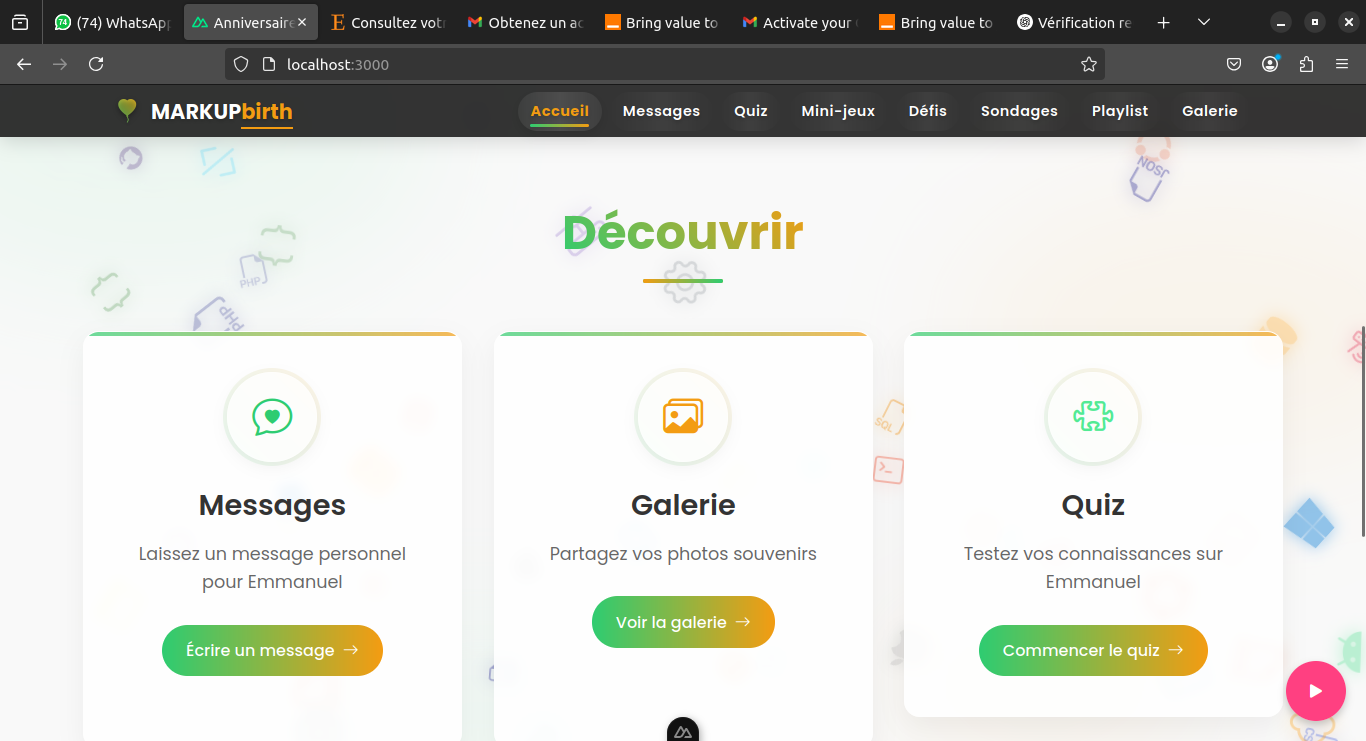 (74) WhatsApp
Anniversaire
Consultez votr
Obtenez un ac
Bring value to
Activate your
Bring value to
Vérification re
localhost:3000
MARKUPbirth
Accueil
Messages
Quiz
Mini-jeux
Défis
Sondages
Playlist
Galerie
JSON
PHP
PHP
Découvrir
SQL
Messages
Laissez un message personnel
pour Emmanuel
Écrire un message →
Galerie
Partagez vos photos souvenirs
Voir la galerie →
Quiz
Testez vos connaissances sur
Emmanuel
Commencer le quiz →